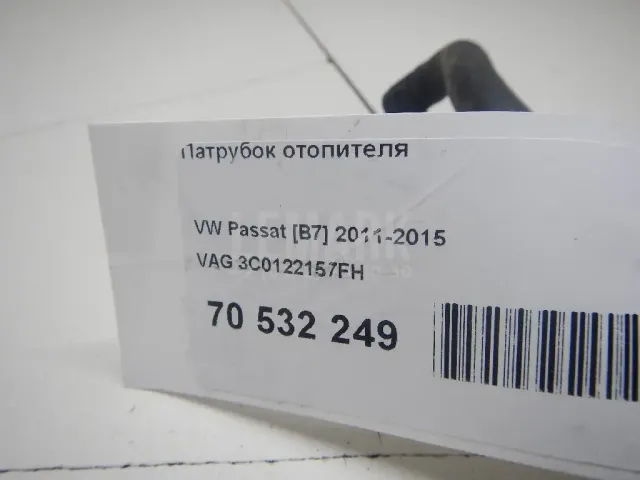 Патрубок отопителя
VW Passat [B7] 2011-2015
VAG 3C0122157FH
70 532 249